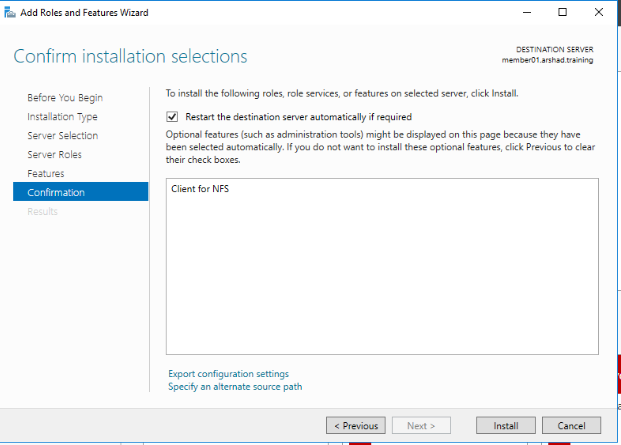 Add Roles and Features Wizard
Confirm installation selections
DESTINATION SERVER
member01.arshad.training
Before You Begin
Installation Type
Server Selection
Server Roles
Features
Confirmation
Results
To install the following roles, role services, or features on selected server, click Install.
Restart the destination server automatically if required
Optional features (such as administration tools) might be displayed on this page because they have
been selected automatically. If you do not want to install these optional features, click Previous to clear
their check boxes.
Client for NFS
Export configuration settings
Specify an alternate source path
< Previous
Next >
Install
Cancel